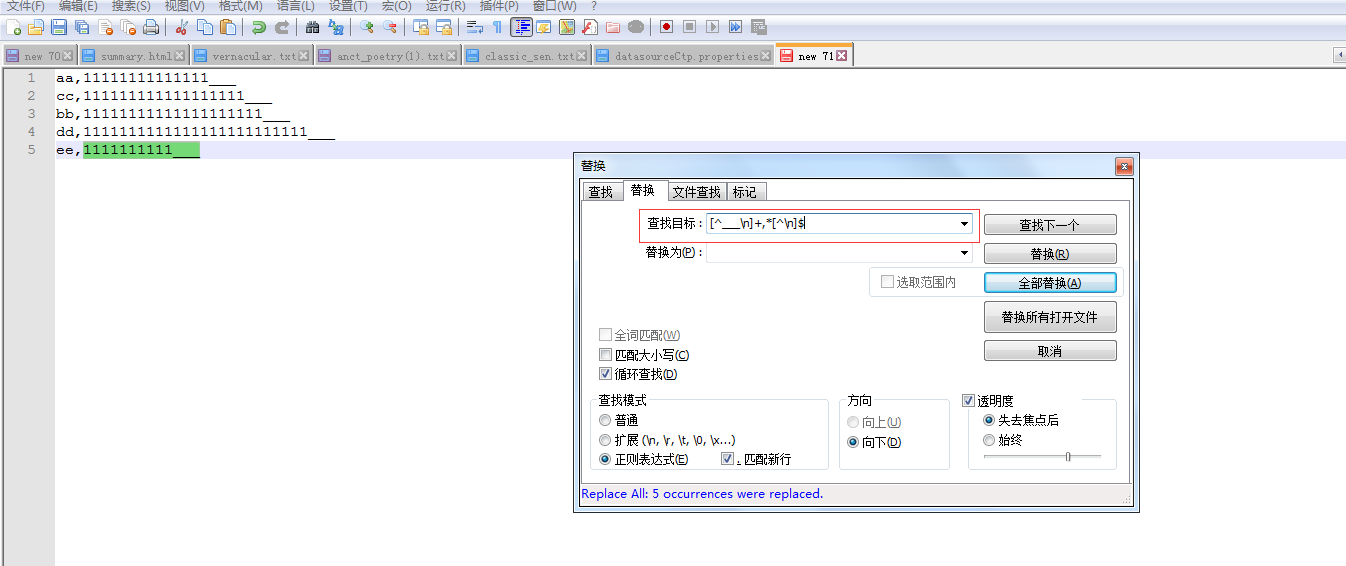 文件(F) 编辑(E) 搜索(S) 视图(V) 格式(M) 语言(L) 设置(T) 宏(O) 运行(R) 插件(P) 窗口(W) ?
new 70 summary.html vernacular.txt anct_poetry(1).txt classic_sen.txt datasourceCtp.properties new 71
1 aa,11111111111111___
2 cc,111111111111111111___
3 bb,11111111111111111111___
4 dd,1111111111111111111111111___
5 ee,1111111111___
替换
查找 替换 文件查找 标记
查找目标: [^___\n]+,*[^\n]$ 查找下一个
替换为(P): 替换(R)
选取范围内 全部替换(A)
替换所有打开文件
全词匹配(W)
匹配大小写(C) 取消
循环查找(D)
查找模式 方向 透明度
普通 向上(U) 失去焦点后
扩展 (\n, \r, \t, \0, \x...) 向下(D) 始终
正则表达式(E) . 匹配新行
Replace All: 5 occurrences were replaced.